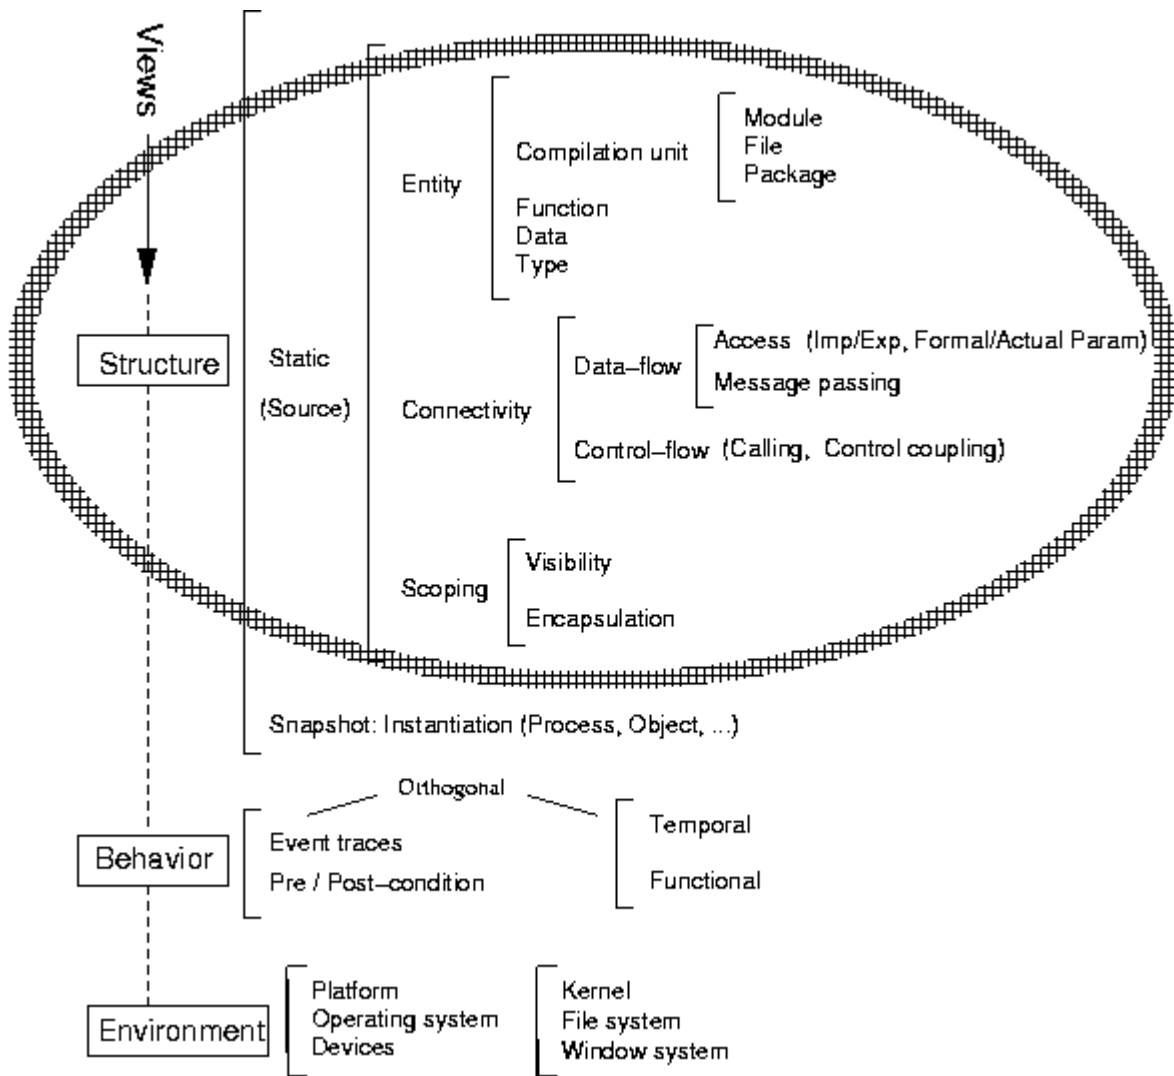 Views
Module
File
Package
Compilation unit
Entity
Function
Data
Type
Structure
Static
(Source)
Access (Imp/Exp, Formal/Actual Param)
Data–flow
Message passing
Connectivity
Control–flow (Calling, Control coupling)
Visibility
Scoping
Encapsulation
Snapshot: Instantiation (Process, Object, ...)
Orthogonal
Behavior
Event traces
Pre / Post–condition
Temporal
Functional
Environment
Platform
Operating system
Devices
Kernel
File system
Window system